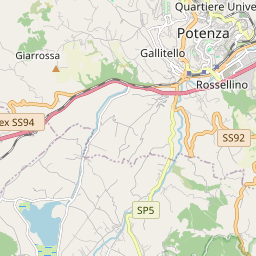 Quartiere Unive
Potenza
Gallitello
Giarrossa
Rossellino
ex SS94
SS92
SP5